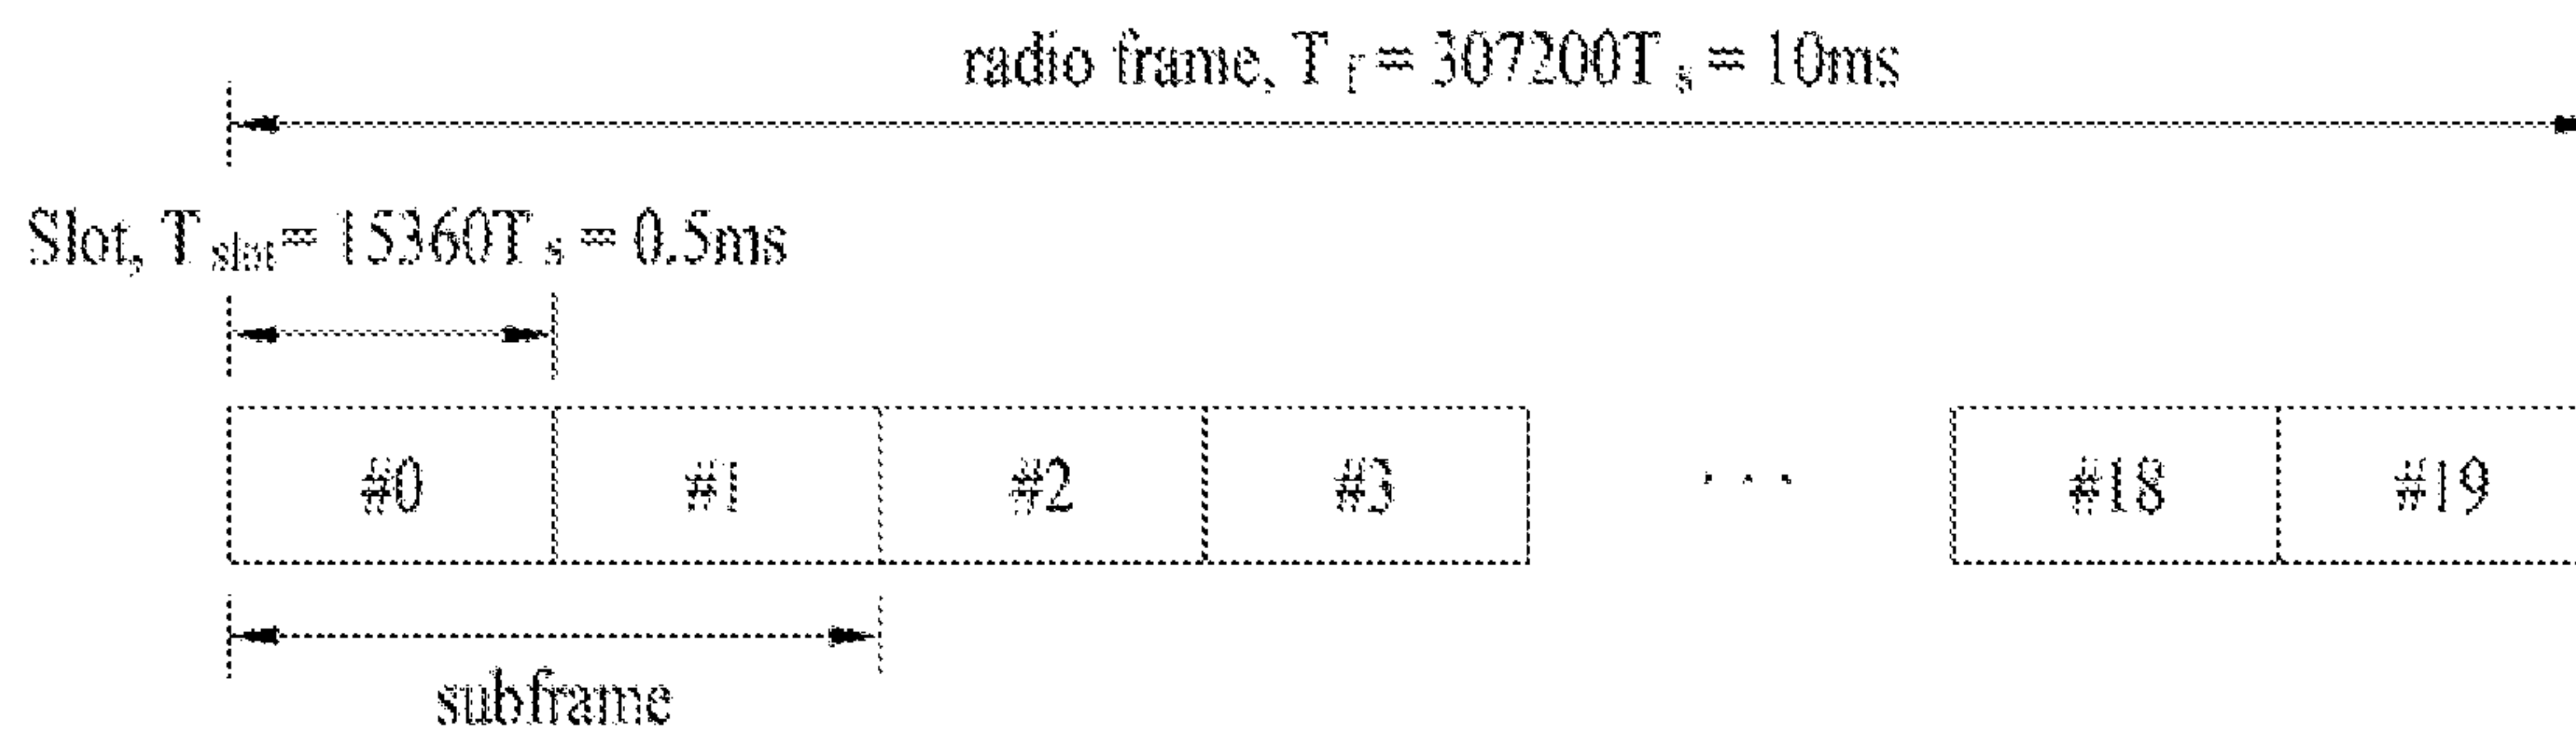 radio frame, T f = 307200T s = 10ms
Slot, T slot = 15360T s = 0.5ms
#0 #1 #2 #3 · · · #18 #19
subframe